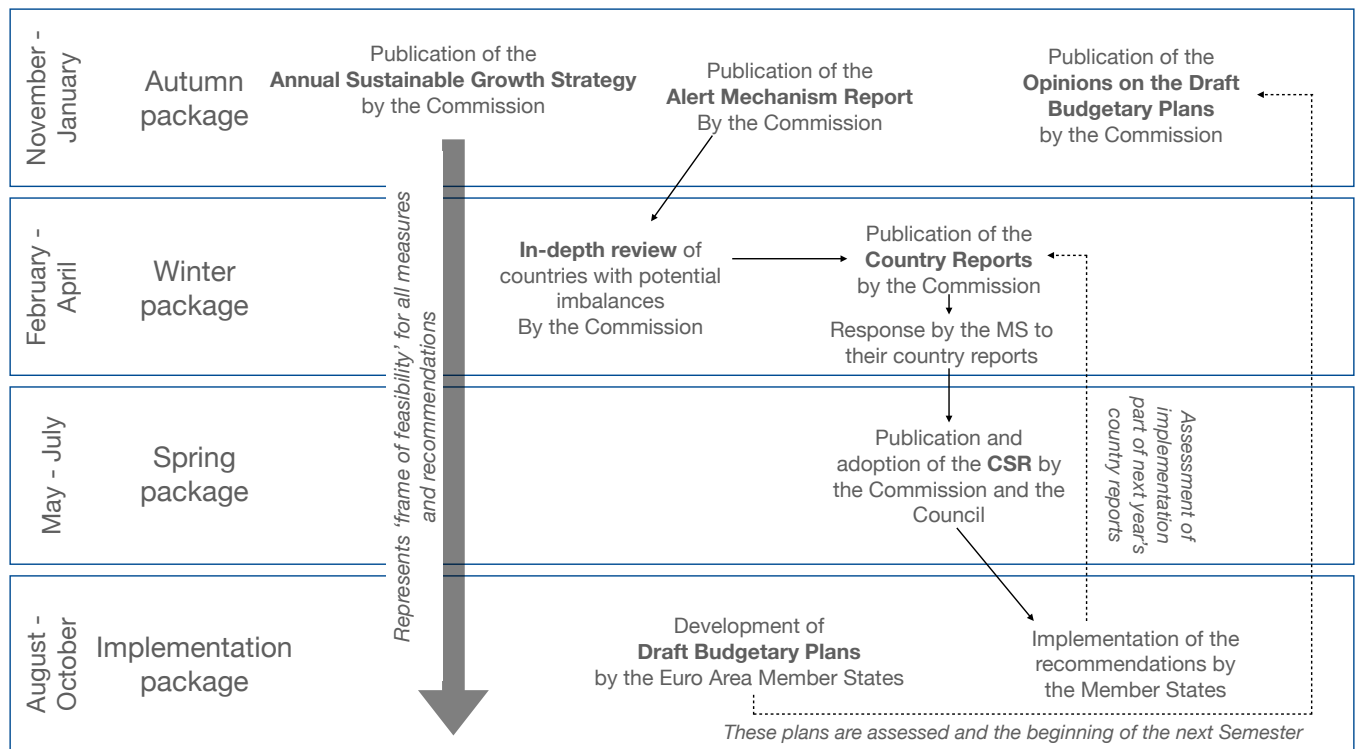 November -
January
Autumn
package
Publication of the
Annual Sustainable Growth Strategy
by the Commission
Publication of the
Alert Mechanism Report
By the Commission
Publication of the
Opinions on the Draft
Budgetary Plans
by the Commission
Represents ‘frame of feasibility’ for all measures
and recommendations
February -
April
Winter
package
In-depth review of
countries with potential
imbalances
By the Commission
Publication of the
Country Reports
by the Commission
Response by the MS to
their country reports
May - July
Spring
package
Publication and
adoption of the CSR by
the Commission and the
Council
Assessment of
implementation
part of next year’s
country reports
August -
October
Implementation
package
Development of
Draft Budgetary Plans
by the Euro Area Member States
Implementation of the
recommendations by
the Member States
These plans are assessed and the beginning of the next Semester